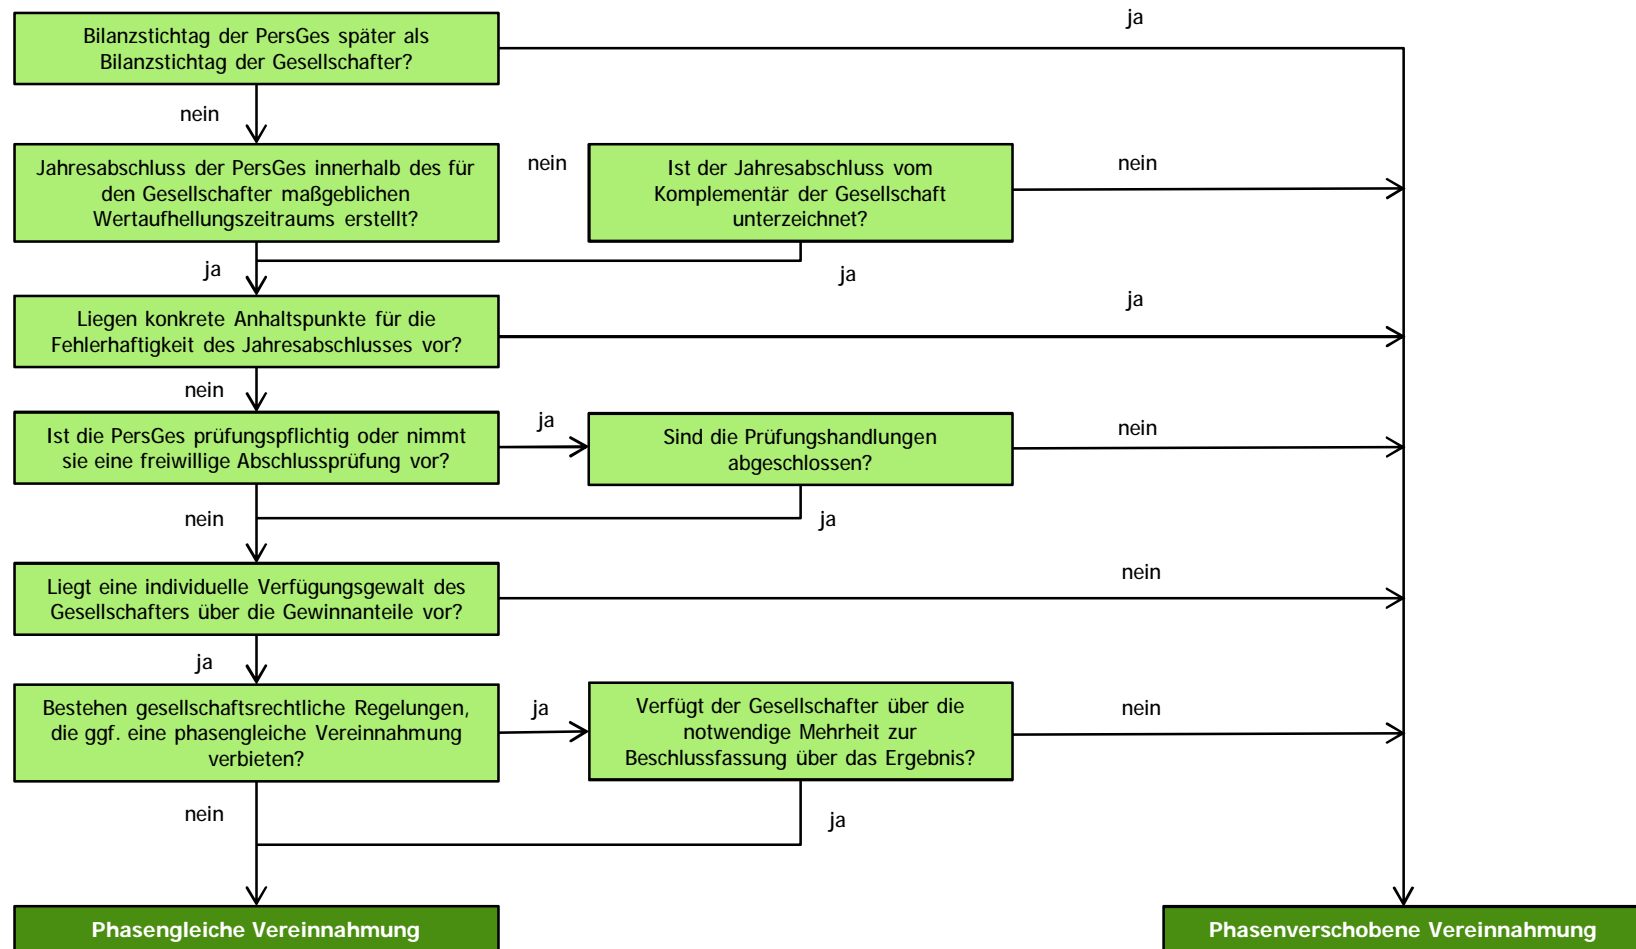 ja
Bilanzstichtag der PersGes später als
Bilanzstichtag der Gesellschafter?
nein
Jahresabschluss der PersGes innerhalb des für
den Gesellschafter maßgeblichen
Wertaufhellungszeitraums erstellt?
nein
Ist der Jahresabschluss vom
Komplementär der Gesellschaft
unterzeichnet?
nein
ja
ja
Liegen konkrete Anhaltspunkte für die
Fehlerhaftigkeit des Jahresabschlusses vor?
ja
nein
Ist die PersGes prüfungspflichtig oder nimmt
sie eine freiwillige Abschlussprüfung vor?
ja
Sind die Prüfungshandlungen
abgeschlossen?
nein
nein
ja
Liegt eine individuelle Verfügungsgewalt des
Gesellschafters über die Gewinnanteile vor?
nein
ja
Bestehen gesellschaftsrechtliche Regelungen,
die ggf. eine phasengleiche Vereinnahmung
verbieten?
ja
Verfügt der Gesellschafter über die
notwendige Mehrheit zur
Beschlussfassung über das Ergebnis?
nein
nein
ja
Phasengleiche Vereinnahmung
Phasenverschobene Vereinnahmung